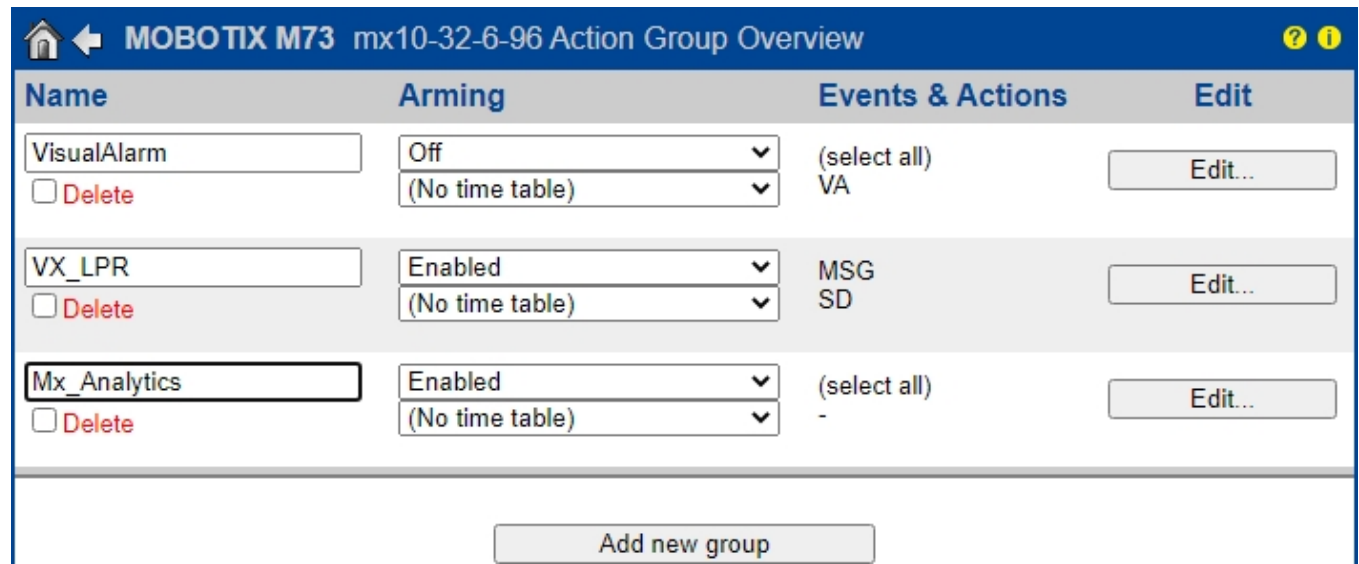 MOBOTIX M73 mx10-32-6-96 Action Group Overview ? i
Name Arming Events & Actions Edit
VisualAlarm Off (select all) Edit...
Delete (No time table) VA
VX_LPR Enabled MSG Edit...
Delete (No time table) SD
Mx_Analytics Enabled (select all) Edit...
Delete (No time table) -
Add new group